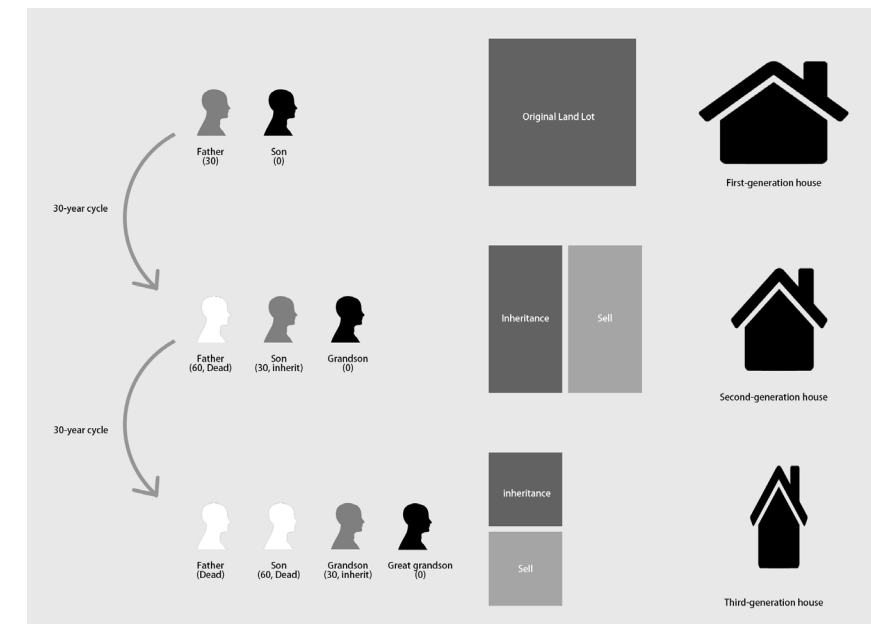 Original Land Lot
Father
(30)
Son
(0)
First-generation house
30-year cycle
Inheritance
Sell
Father
(60, Dead)
Son
(30, inherit)
Grandson
(0)
Second-generation house
30-year cycle
inheritance
Sell
Father
(Dead)
Son
(60, Dead)
Grandson
(30, inherit)
Great grandson
(0)
Third-generation house